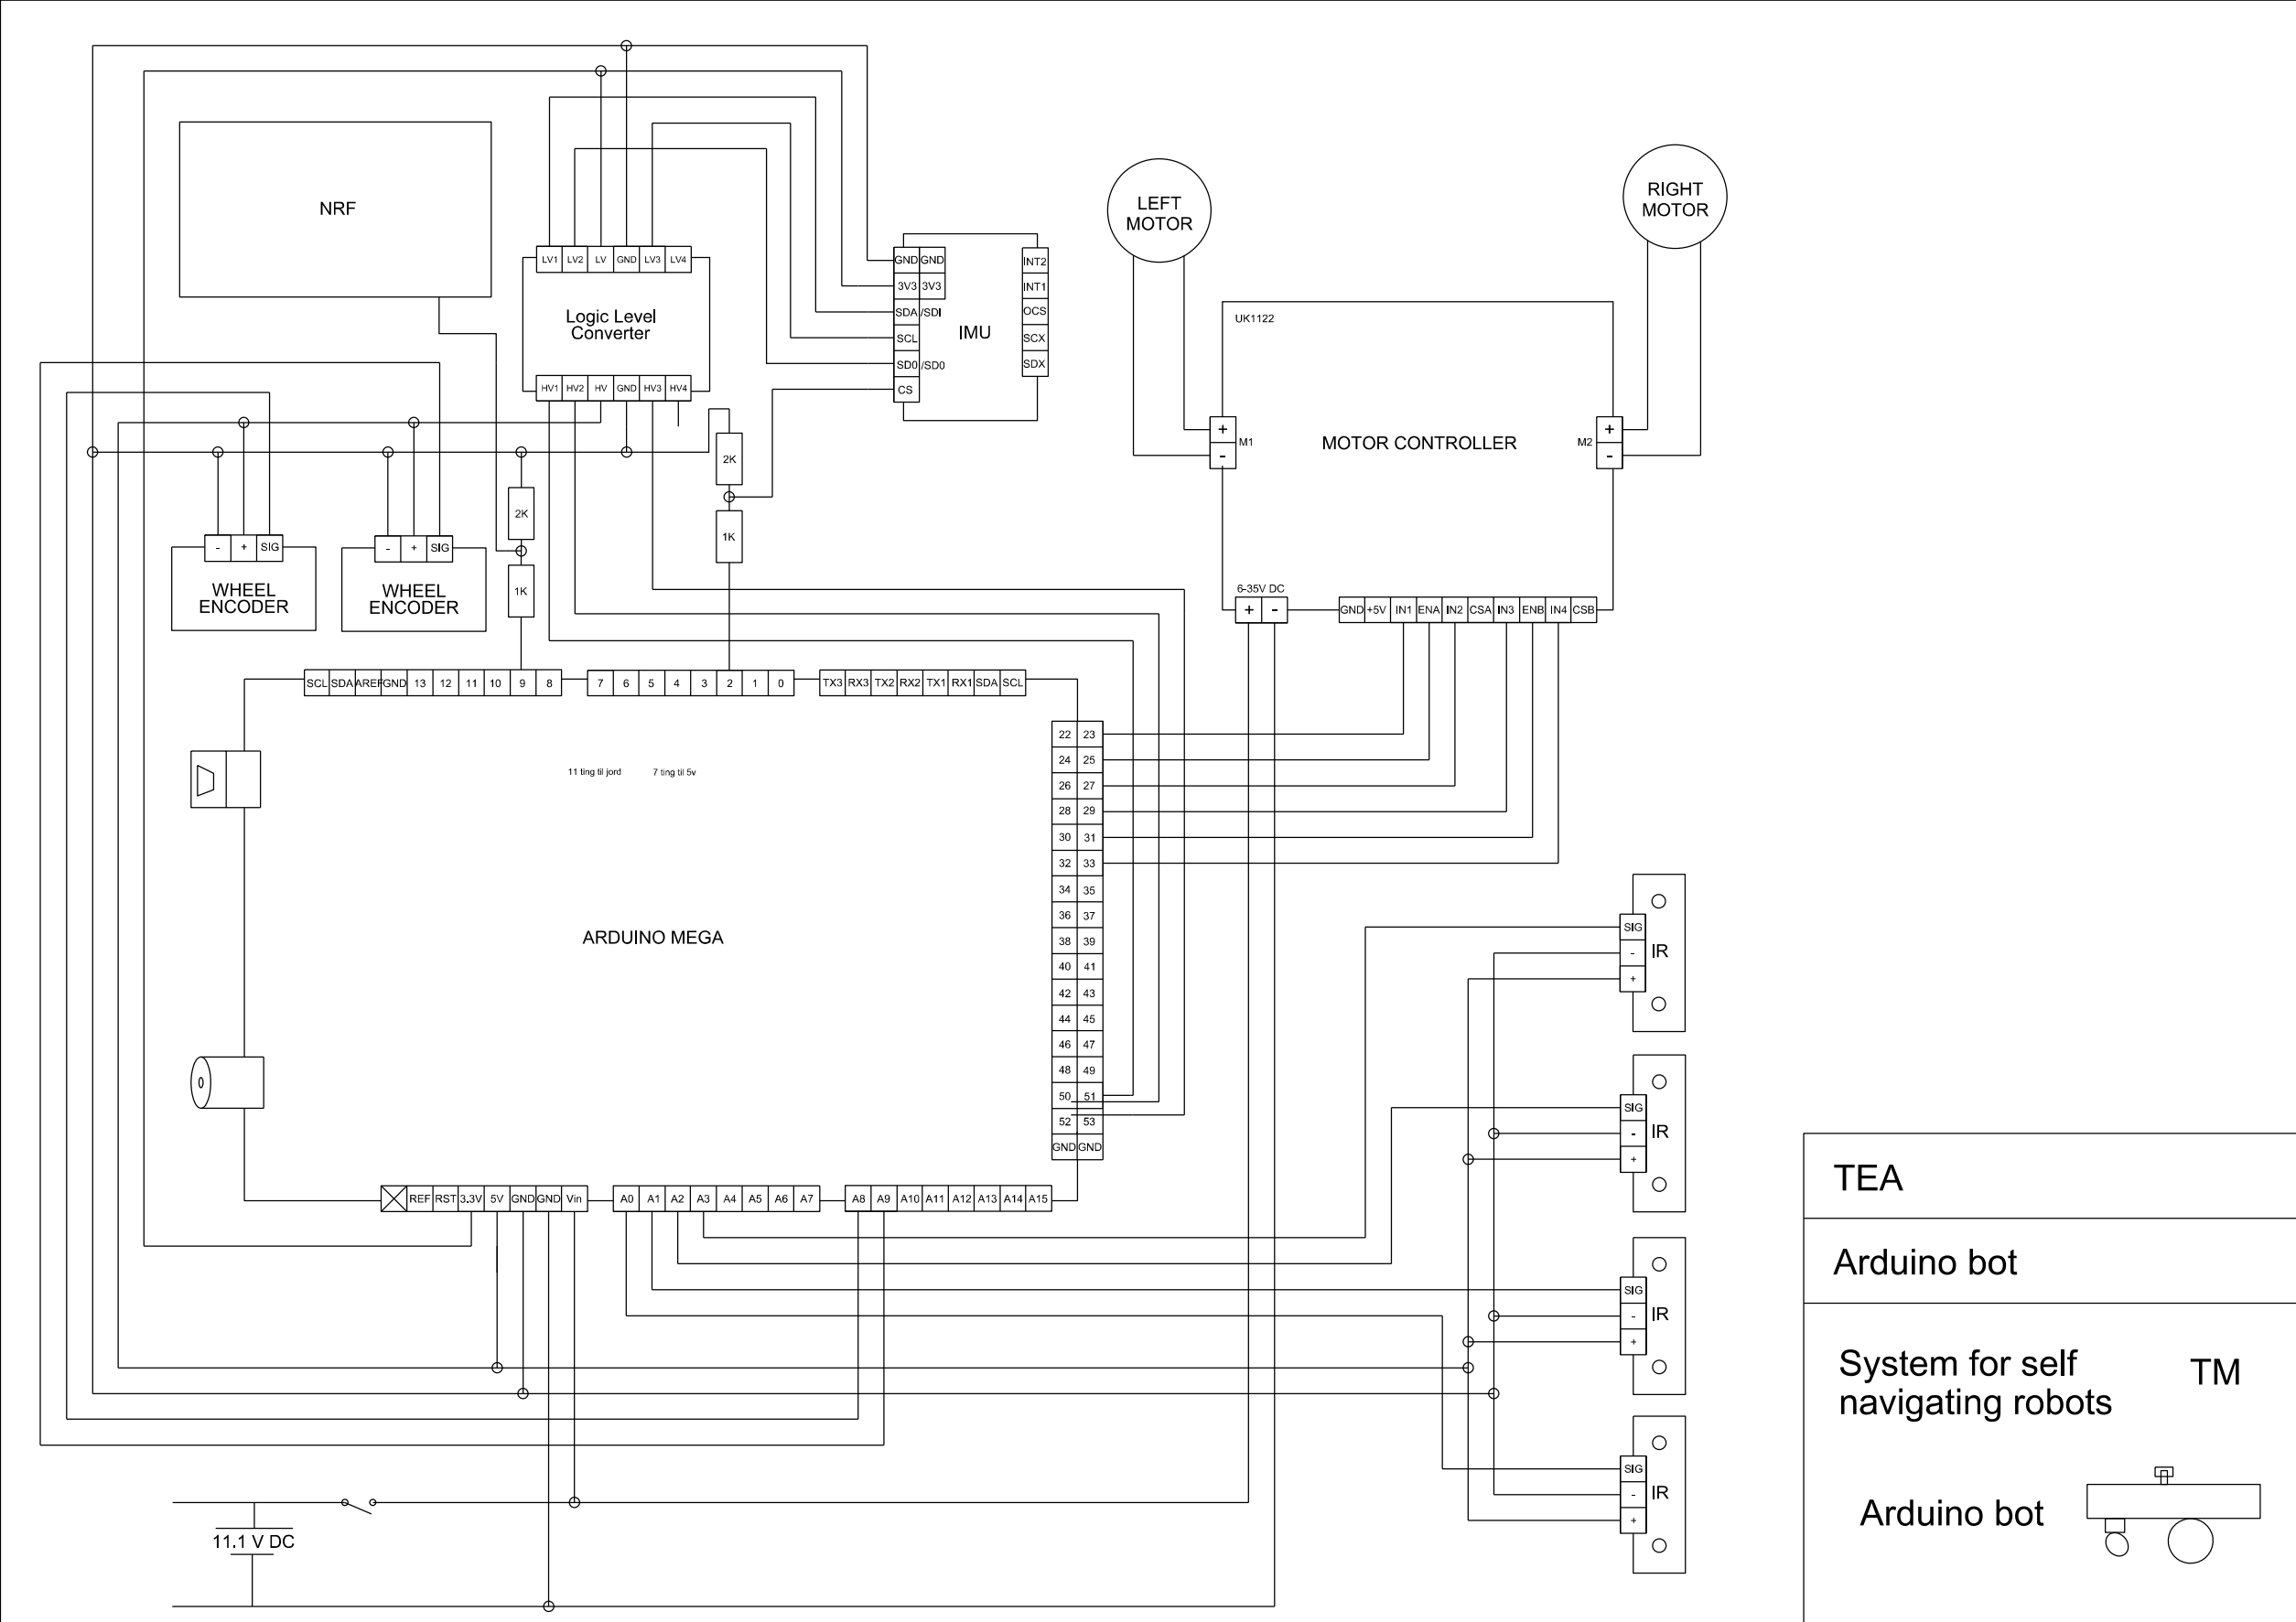 NRF
LV1 LV2 LV GND LV3 LV4
Logic Level
Converter
HV1 HV2 HV GND HV3 HV4
GND GND
3V3 3V3
SDA /SDI
SCL
SD0 /SD0
CS
IMU
INT2
INT1
OCS
SCX
SDX
LEFT
MOTOR
RIGHT
MOTOR
UK1122
MOTOR CONTROLLER
+
-
M1
M2
+
-
6-35V DC
+ -
GND +5V IN1 ENA IN2 CSA IN3 ENB IN4 CSB
2K
1K
2K
1K
- + SIG
WHEEL
ENCODER
- + SIG
WHEEL
ENCODER
SCL SDA AREF GND 13 12 11 10 9 8
7 6 5 4 3 2 1 0
TX3 RX3 TX2 RX2 TX1 RX1 SDA SCL
11 ting til jord 7 ting til 5v
ARDUINO MEGA
22 23
24 25
26 27
28 29
30 31
32 33
34 35
36 37
38 39
40 41
42 43
44 45
46 47
48 49
50 51
52 53
GND GND
REF RST 3.3V 5V GND GND Vin
A0 A1 A2 A3 A4 A5 A6 A7
A8 A9 A10 A11 A12 A13 A14 A15
SIG
-
+
IR
SIG
-
+
IR
SIG
-
+
IR
SIG
-
+
IR
11.1 V DC
TEA
Arduino bot
System for self
navigating robots
TM
Arduino bot